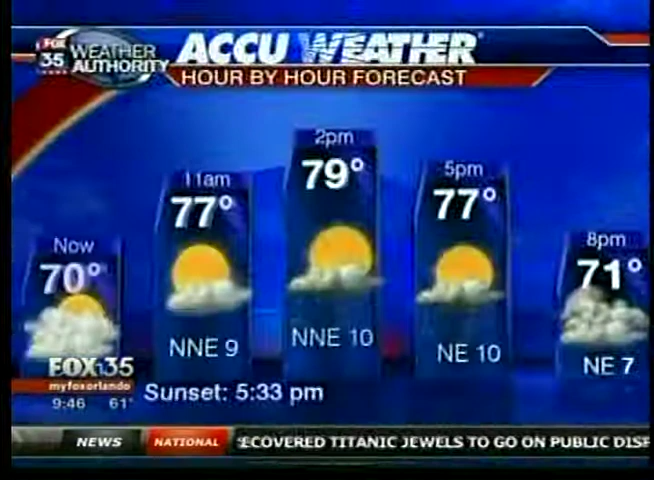 FOX 35
WEATHER AUTHORITY
ACCU WEATHER
HOUR BY HOUR FORECAST
Now
70°
11am
77°
NNE 9
2pm
79°
NNE 10
5pm
77°
NE 10
8pm
71°
NE 7
FOX 35
myfoxorlando
9:46 61°
Sunset: 5:33 pm
NEWS NATIONAL ECOVERED TITANIC JEWELS TO GO ON PUBLIC DISP